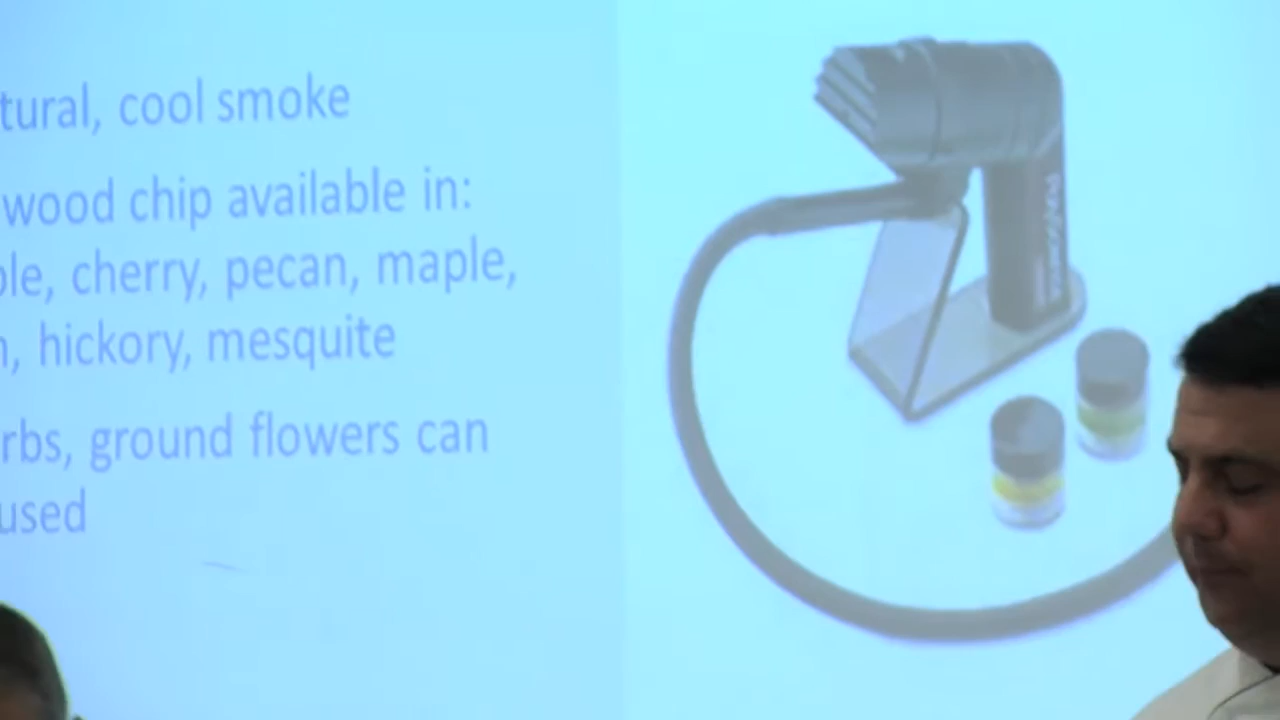 tural, cool smoke
wood chip available in:
ple, cherry, pecan, maple,
hickory, mesquite
rbs, ground flowers can
used